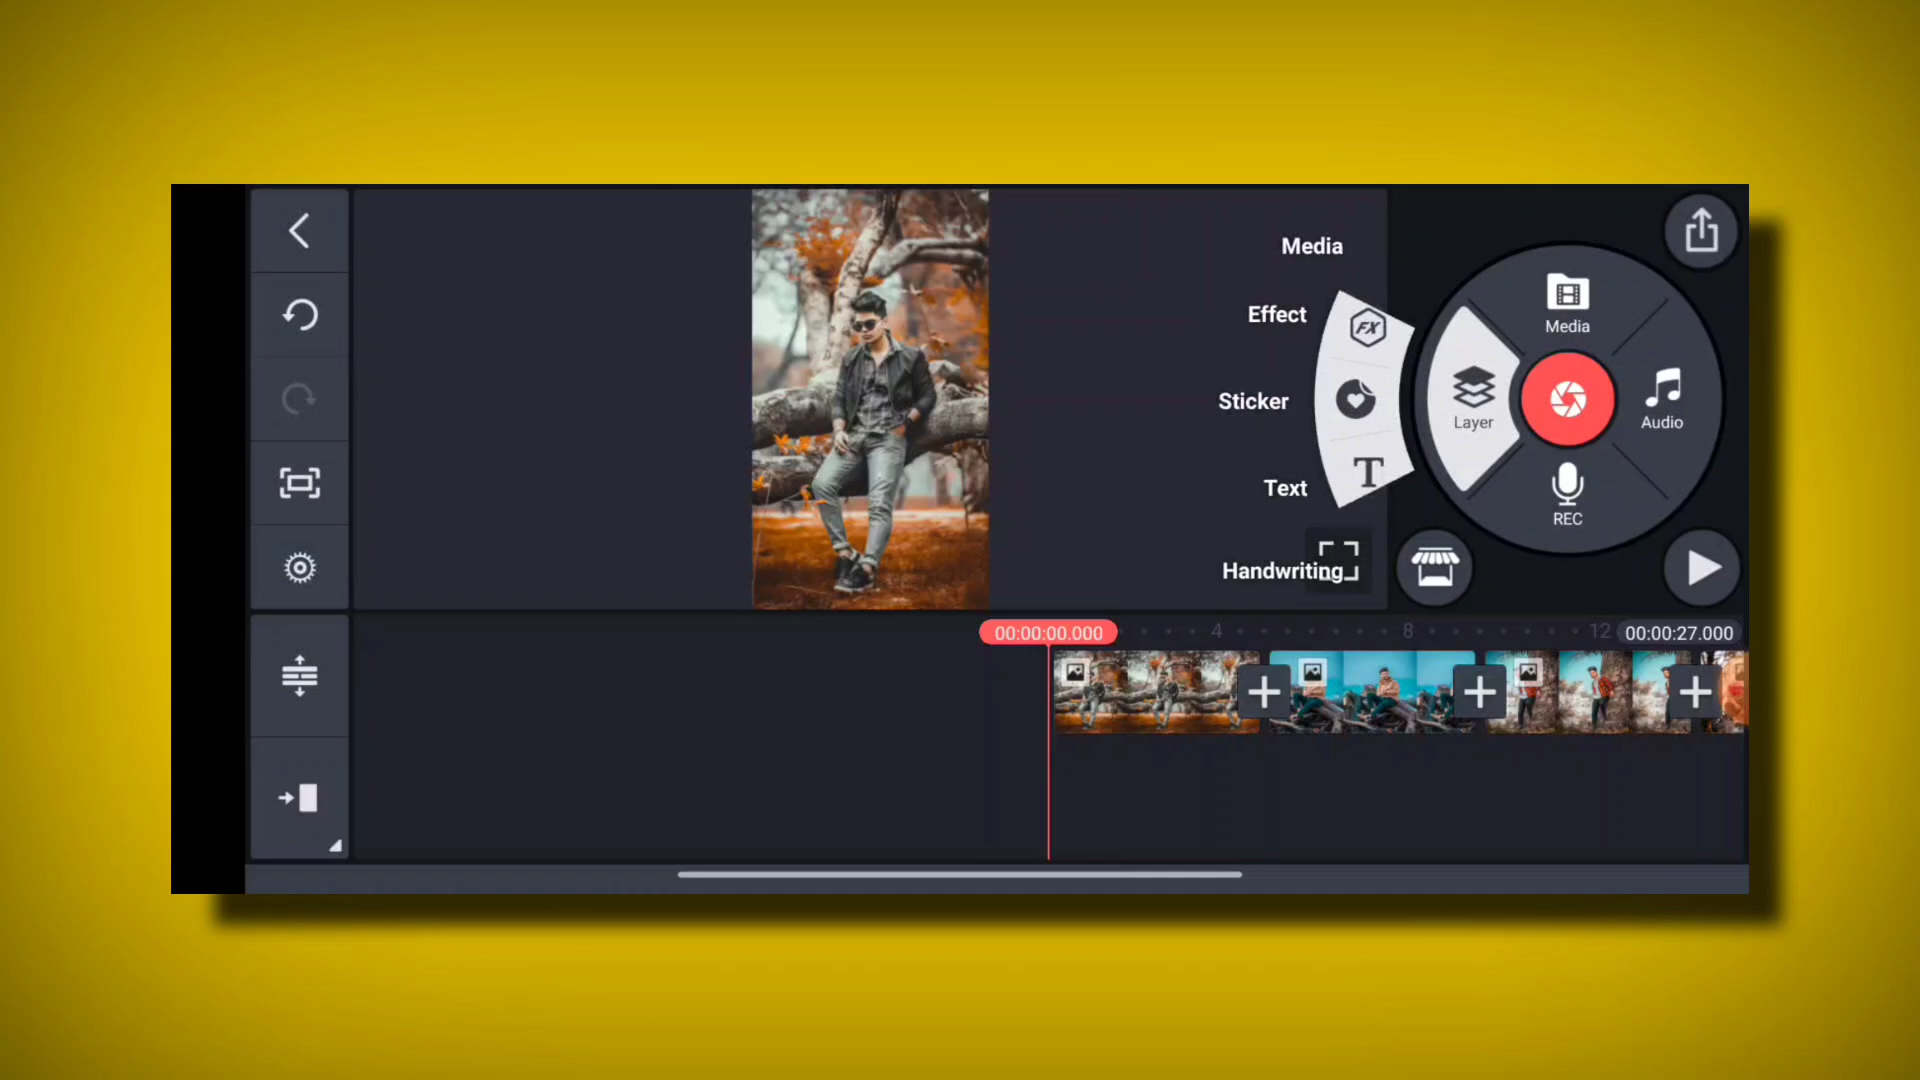 Media
Effect
Sticker
Text
Handwriting
FX
T
Media
Layer
Audio
REC
00:00:00.000
4
8
12
00:00:27.000